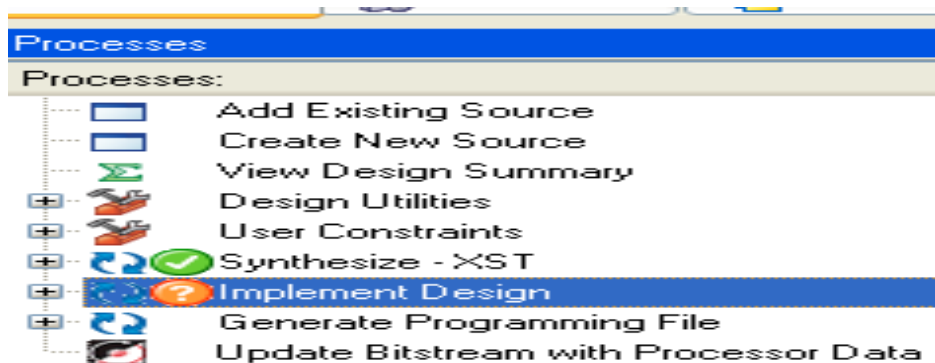 Processes
Processes:
Add Existing Source
Create New Source
View Design Summary
Design Utilities
User Constraints
Synthesize - XST
Implement Design
Generate Programming File
Update Bitstream with Processor Data